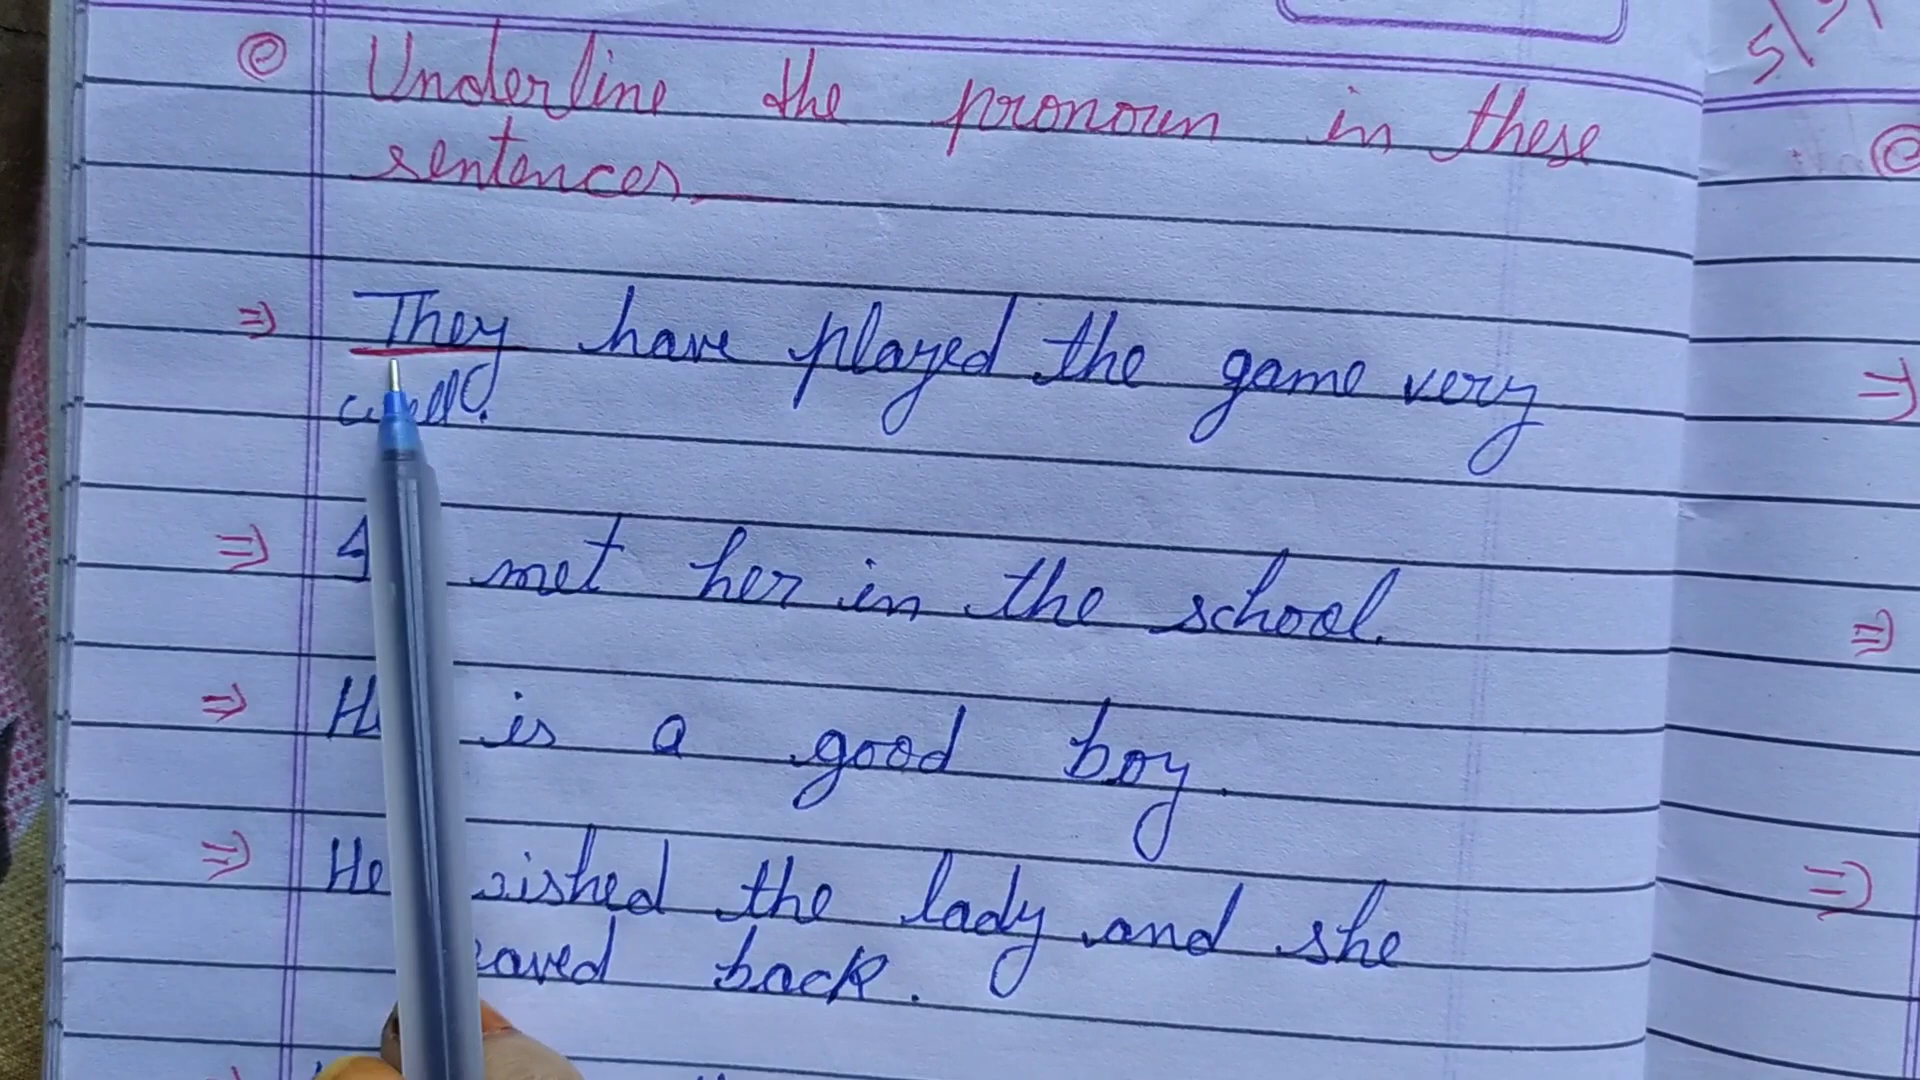 Underline the pronoun in these
sentences
⇒ They have played the game very
well.
⇒ met her in the school.
⇒ is a good boy.
⇒ He the lady and she
back.